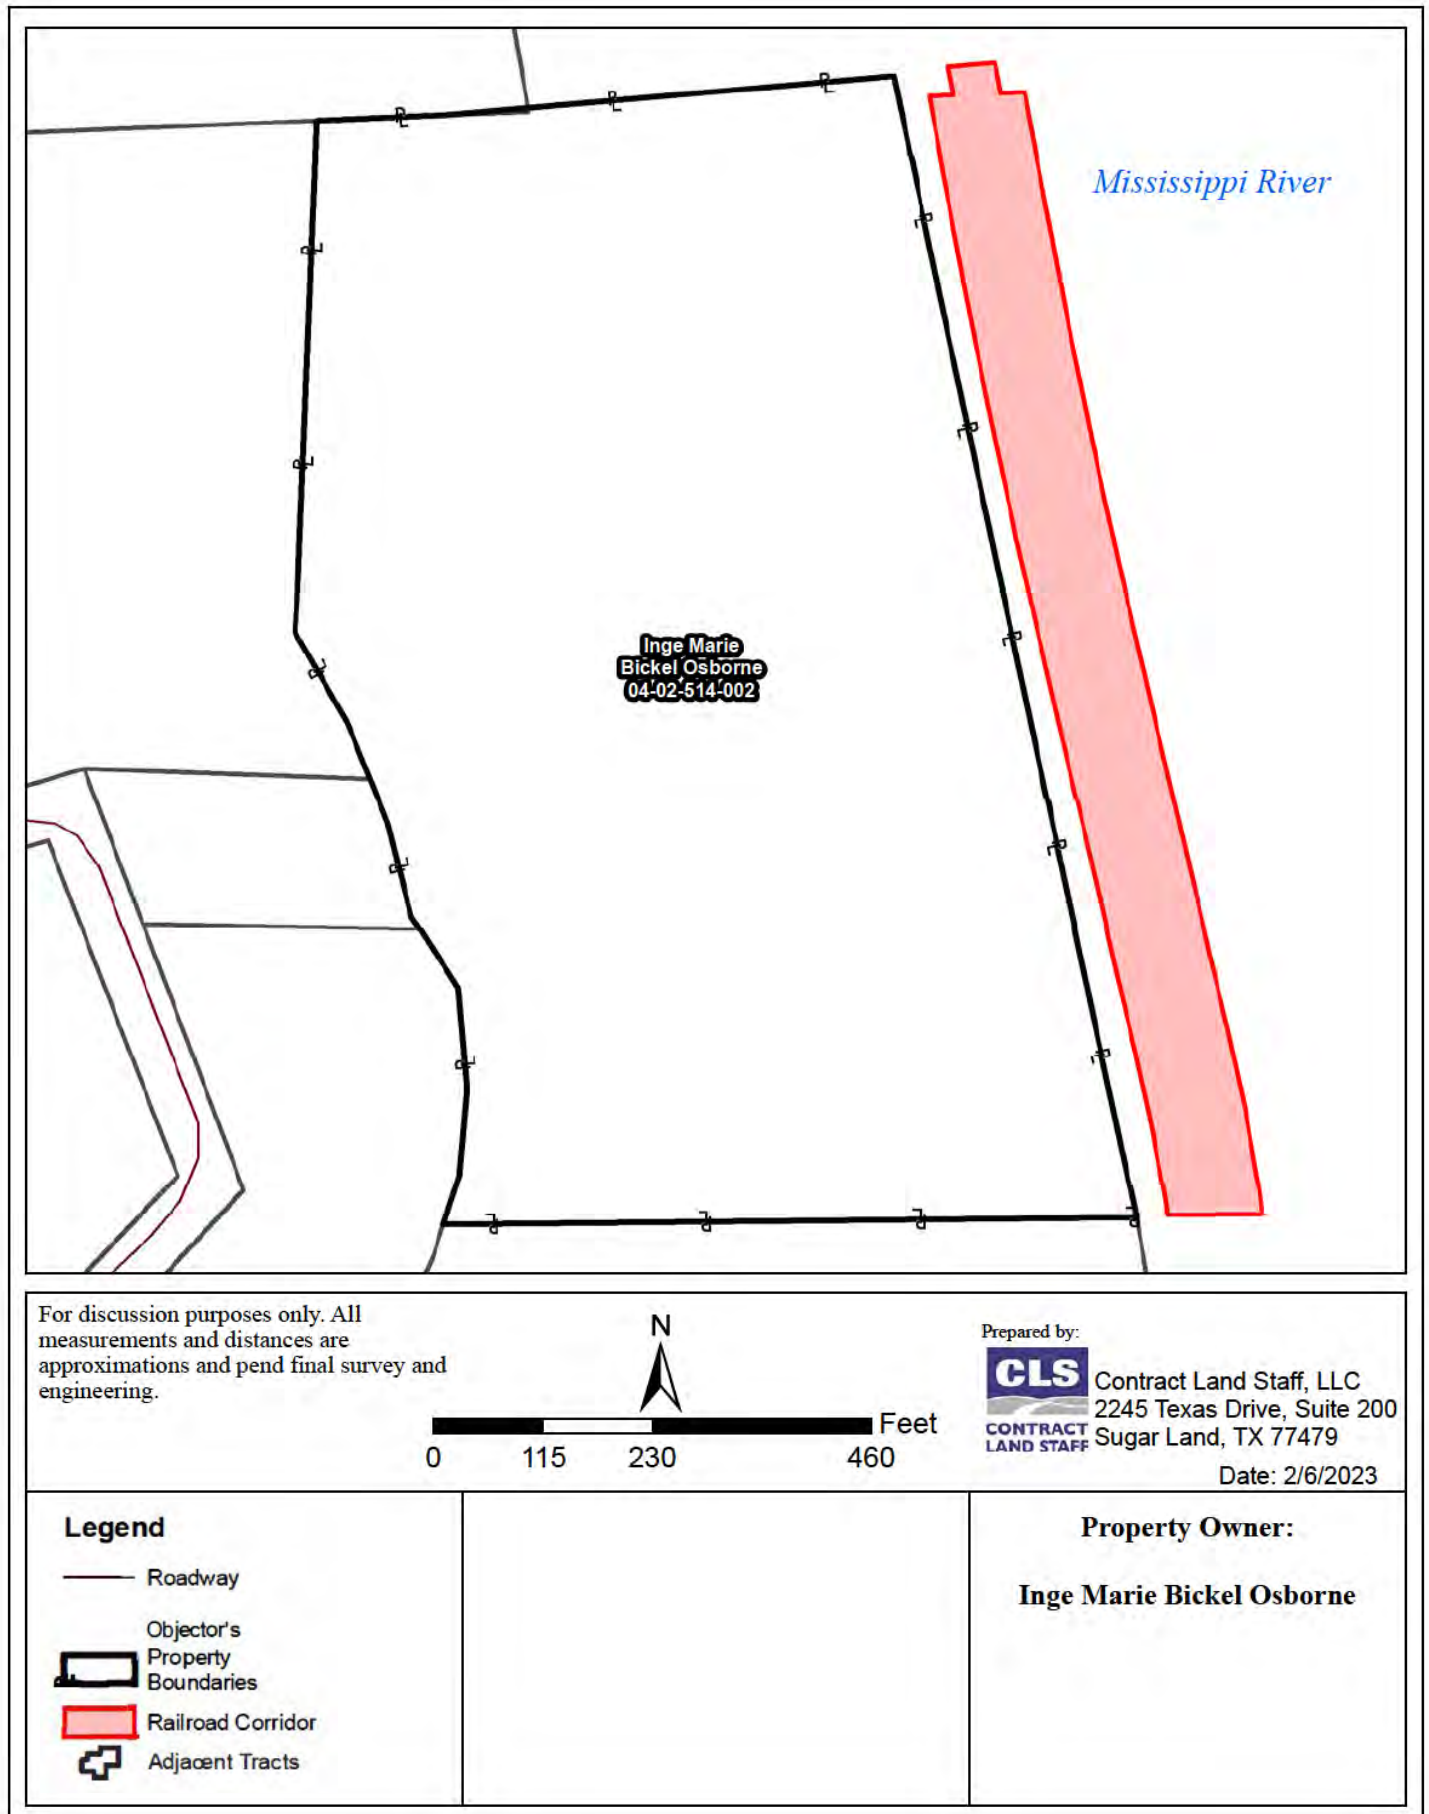 Mississippi River
Inge Marie
Bickel Osborne
04-02-514-002
For discussion purposes only. All
measurements and distances are
approximations and pend final survey and
engineering.
N
Feet
0 115 230 460
Prepared by:
CLS
CONTRACT
LAND STAFF
Contract Land Staff, LLC
2245 Texas Drive, Suite 200
Sugar Land, TX 77479
Date: 2/6/2023
Legend
Roadway
Objector's
Property
Boundaries
Railroad Corridor
Adjacent Tracts
Property Owner:
Inge Marie Bickel Osborne